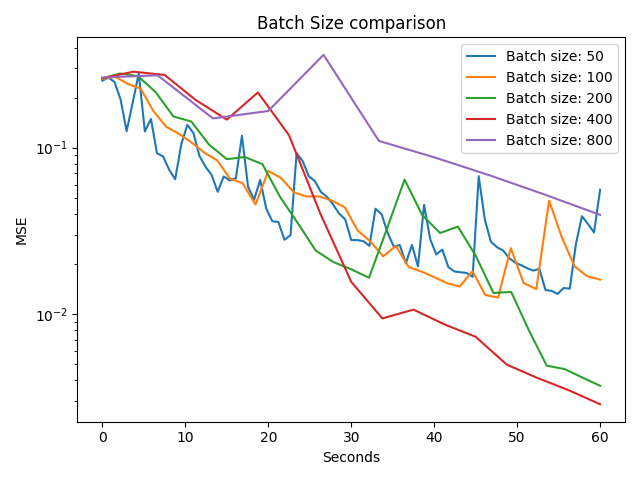 Batch Size comparison
Batch size: 50
Batch size: 100
Batch size: 200
Batch size: 400
Batch size: 800
MSE
10⁻¹
10⁻²
0 10 20 30 40 50 60
Seconds